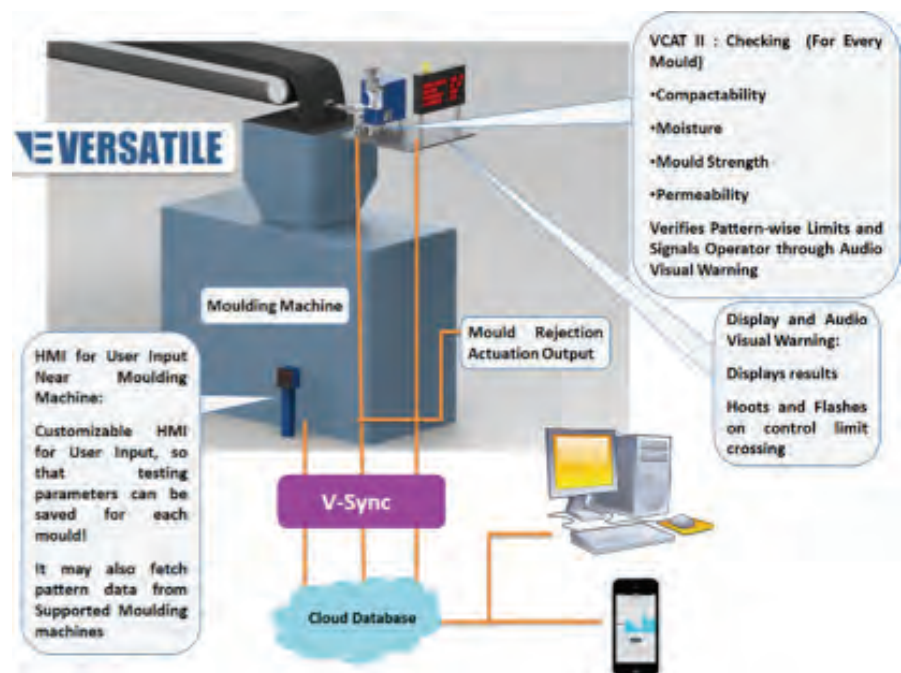 VCAT II : Checking (For Every
Mould)
•Compactability
•Moisture
•Mould Strength
•Permeability
Verifies Pattern-wise Limits and
Signals Operator through Audio
Visual Warning
EVERSATILE
Moulding Machine
Mould Rejection
Actuation Output
Display and Audio
Visual Warning:
Displays results
Hoots and Flashes
on control limit
crossing
HMI for User Input
Near Moulding
Machine:
Customizable HMI
for User Input, so
that testing
parameters can be
saved for each
mould!
It may also fetch
pattern data from
Supported Moulding
machines
V-Sync
Cloud Database